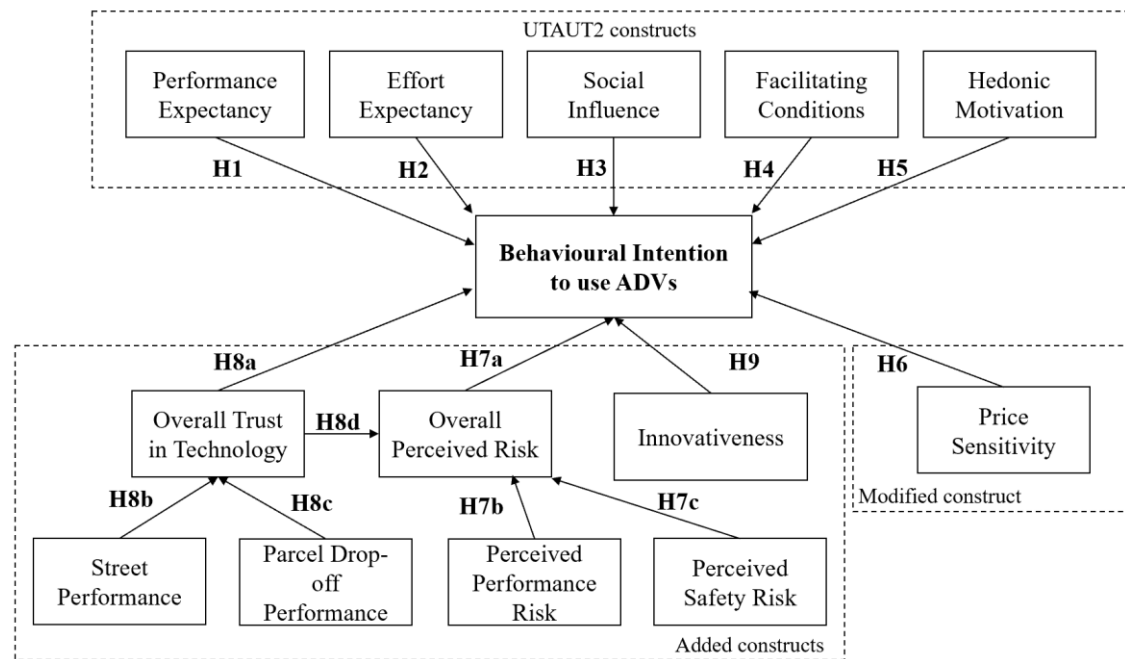 UTAUT2 constructs
Performance
Expectancy
Effort
Expectancy
Social
Influence
Facilitating
Conditions
Hedonic
Motivation
H1
H2
H3
H4
H5
Behavioural Intention
to use ADVs
H8a
H7a
H9
H6
Overall Trust
in Technology
H8d
Overall
Perceived Risk
Innovativeness
Price
Sensitivity
Modified construct
H8b
H8c
H7b
H7c
Street
Performance
Parcel Drop-
off
Performance
Perceived
Performance
Risk
Perceived
Safety Risk
Added constructs